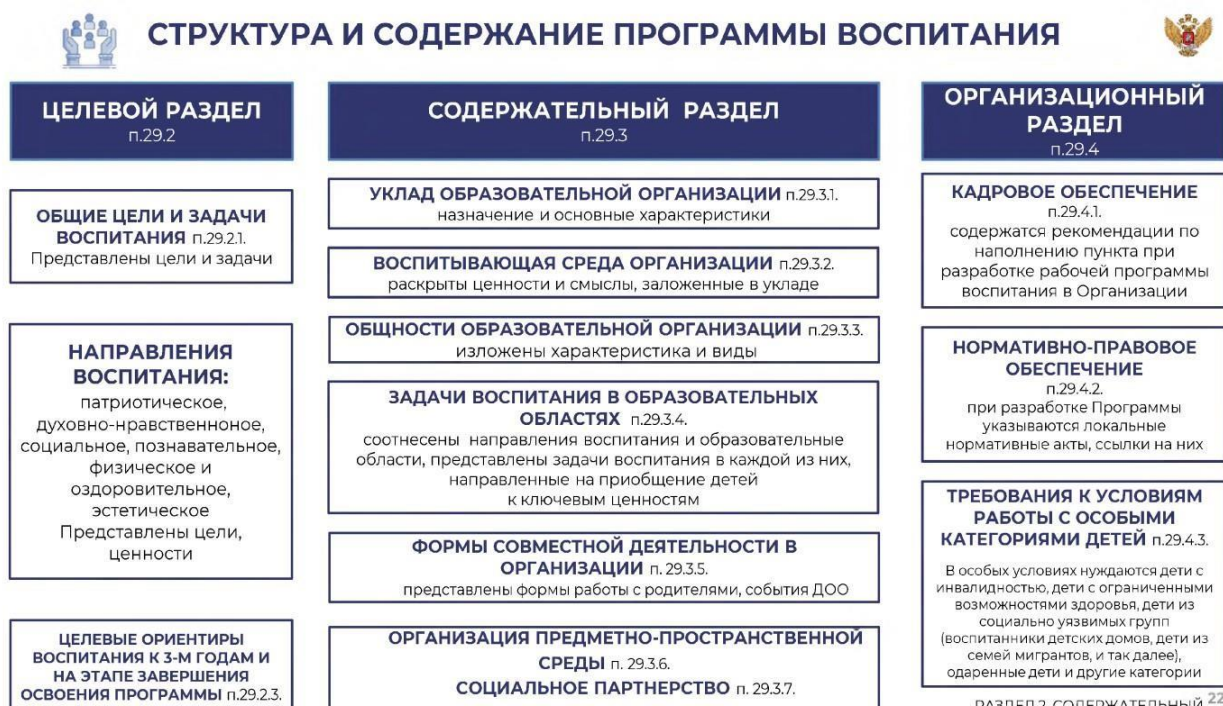 СТРУКТУРА И СОДЕРЖАНИЕ ПРОГРАММЫ ВОСПИТАНИЯ
ЦЕЛЕВОЙ РАЗДЕЛ
п.29.2
ОБЩИЕ ЦЕЛИ И ЗАДАЧИ
ВОСПИТАНИЯ п.29.2.1.
Представлены цели и задачи
НАПРАВЛЕНИЯ
ВОСПИТАНИЯ:
патриотическое,
духовно-нравственноное,
социальное, познавательное,
физическое и
оздоровительное,
эстетическое
Представлены цели,
ценности
ЦЕЛЕВЫЕ ОРИЕНТИРЫ
ВОСПИТАНИЯ К 3-М ГОДАМ И
НА ЭТАПЕ ЗАВЕРШЕНИЯ
ОСВОЕНИЯ ПРОГРАММЫ п.29.2.3.
СОДЕРЖАТЕЛЬНЫЙ РАЗДЕЛ
п.29.3
УКЛАД ОБРАЗОВАТЕЛЬНОЙ ОРГАНИЗАЦИИ п.29.3.1.
назначение и основные характеристики
ВОСПИТЫВАЮЩАЯ СРЕДА ОРГАНИЗАЦИИ п.29.3.2.
раскрыты ценности и смыслы, заложенные в укладе
ОБЩНОСТИ ОБРАЗОВАТЕЛЬНОЙ ОРГАНИЗАЦИИ п.29.3.3.
изложены характеристика и виды
ЗАДАЧИ ВОСПИТАНИЯ В ОБРАЗОВАТЕЛЬНЫХ
ОБЛАСТЯХ п.29.3.4.
соотнесены направления воспитания и образовательные
области, представлены задачи воспитания в каждой из них,
направленные на приобщение детей
к ключевым ценностям
ФОРМЫ СОВМЕСТНОЙ ДЕЯТЕЛЬНОСТИ В
ОРГАНИЗАЦИИ п. 29.3.5.
представлены формы работы с родителями, события ДОО
ОРГАНИЗАЦИЯ ПРЕДМЕТНО-ПРОСТРАНСТВЕННОЙ
СРЕДЫ п. 29.3.6.
СОЦИАЛЬНОЕ ПАРТНЕРСТВО п. 29.3.7.
ОРГАНИЗАЦИОННЫЙ
РАЗДЕЛ
п.29.4
КАДРОВОЕ ОБЕСПЕЧЕНИЕ
п.29.4.1.
содержатся рекомендации по
наполнению пункта при
разработке рабочей программы
воспитания в Организации
НОРМАТИВНО-ПРАВОВОЕ
ОБЕСПЕЧЕНИЕ
п.29.4.2.
при разработке Программы
указываются локальные
нормативные акты, ссылки на них
ТРЕБОВАНИЯ К УСЛОВИЯМ
РАБОТЫ С ОСОБЫМИ
КАТЕГОРИЯМИ ДЕТЕЙ п.29.4.3.
В особых условиях нуждаются дети с
инвалидностью, дети с ограниченными
возможностями здоровья, дети из
социально уязвимых групп
(воспитанники детских домов, дети из
семей мигрантов, и так далее),
одаренные дети и другие категории
РАЗДЕЛ 2. СОДЕРЖАТЕЛЬНЫЙ
22